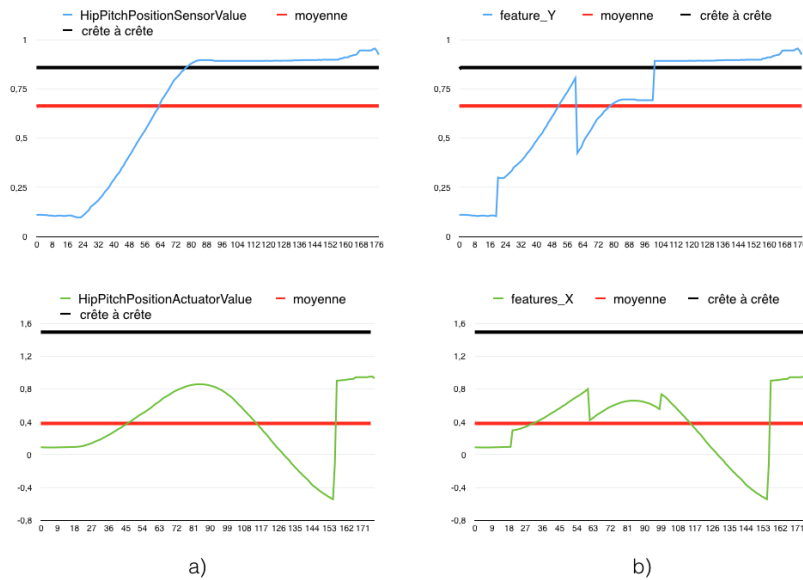 HipPitchPositionSensorValue moyenne
crête à crête
1
0,75
0,5
0,25
0
0 8 16 24 32 40 48 56 64 72 80 88 96 104 112 120 128 136 144 152 160 168 176
feature_Y moyenne
crête à crête
1
0,75
0,5
0,25
0
0 8 16 24 32 40 48 56 64 72 80 88 96 104 112 120 128 136 144 152 160 168 176
HipPitchPositionActuatorValue moyenne
crête à crête
1,6
1,2
0,8
0,4
0
-0,4
-0,8
0 9 18 27 36 45 54 63 72 81 90 99 108 117 126 135 144 153 162 171
features_X moyenne crête à crête
1,6
1,2
0,8
0,4
0
-0,4
-0,8
0 9 18 27 36 45 54 63 72 81 90 99 108 117 126 135 144 153 162 171
a) b)